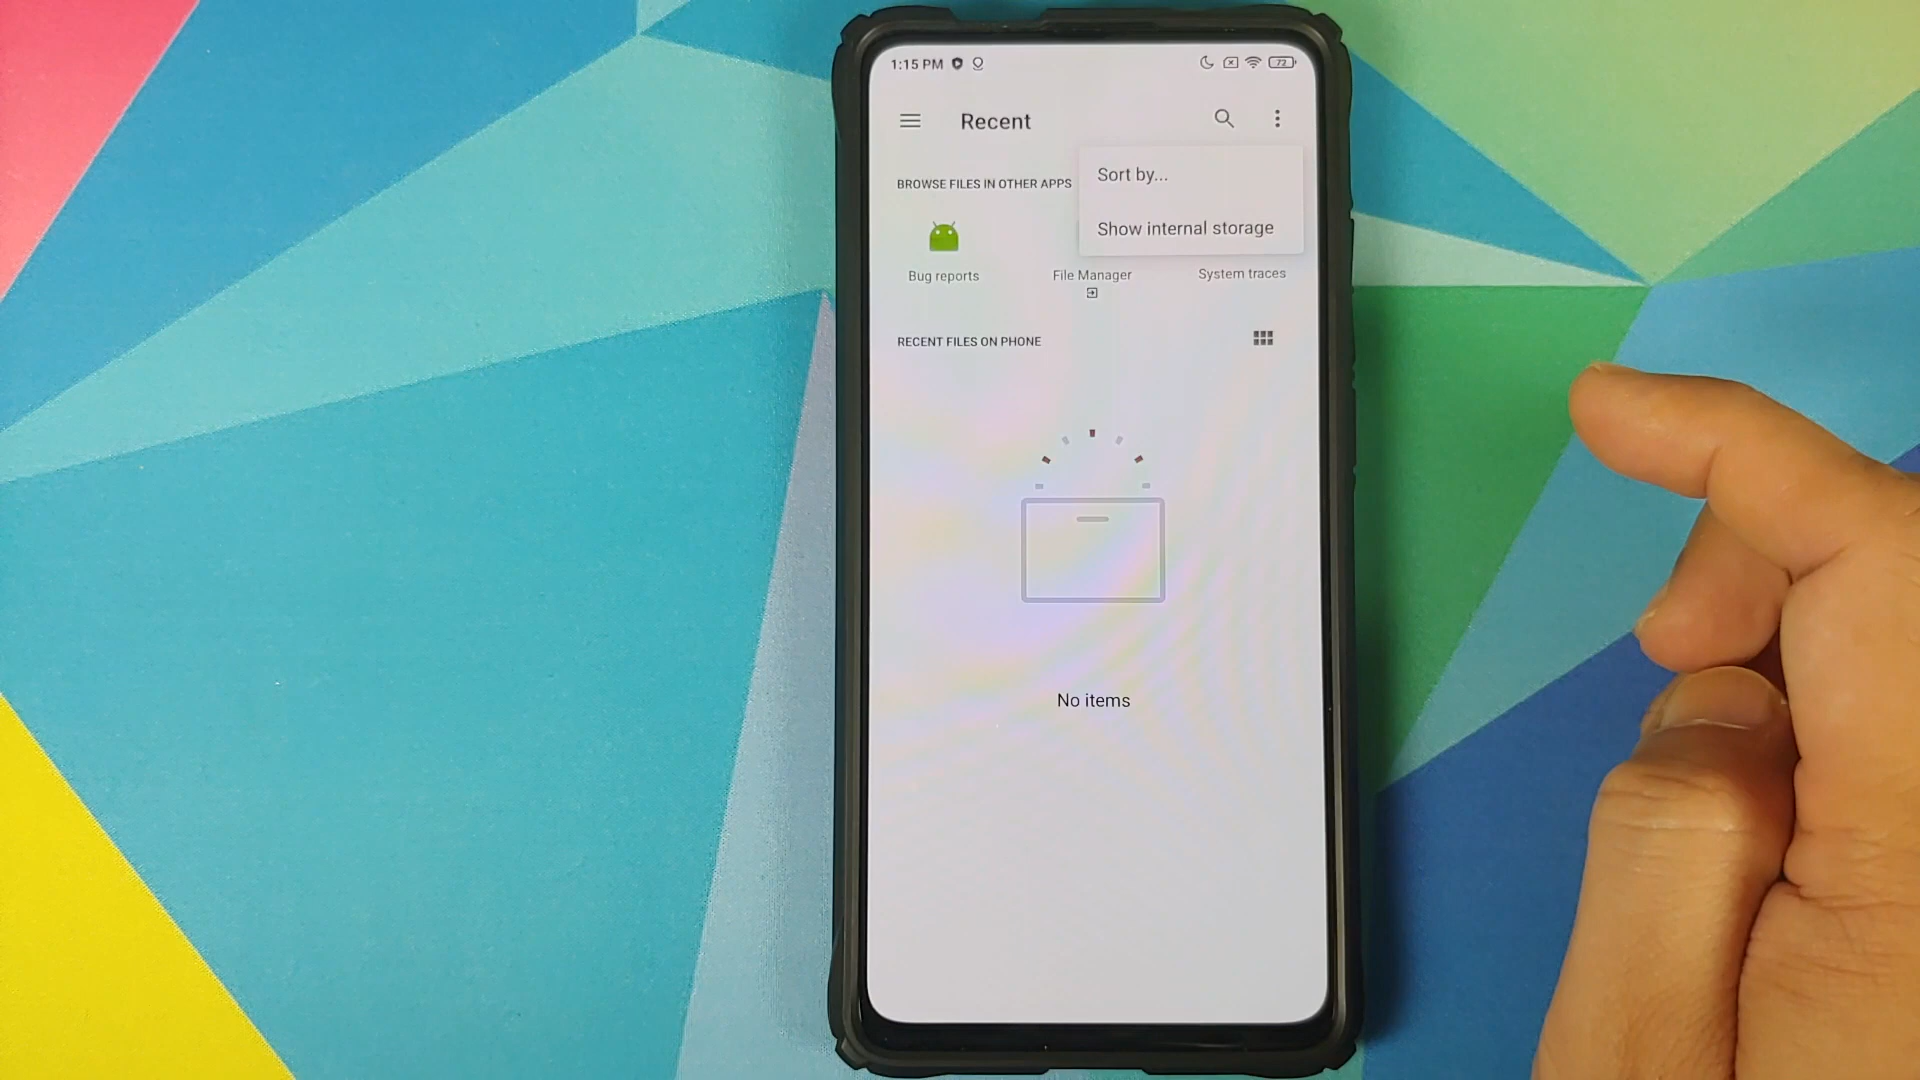 1:15 PM
72
Recent
Sort by...
BROWSE FILES IN OTHER APPS
Show internal storage
Bug reports
File Manager
System traces
RECENT FILES ON PHONE
No items